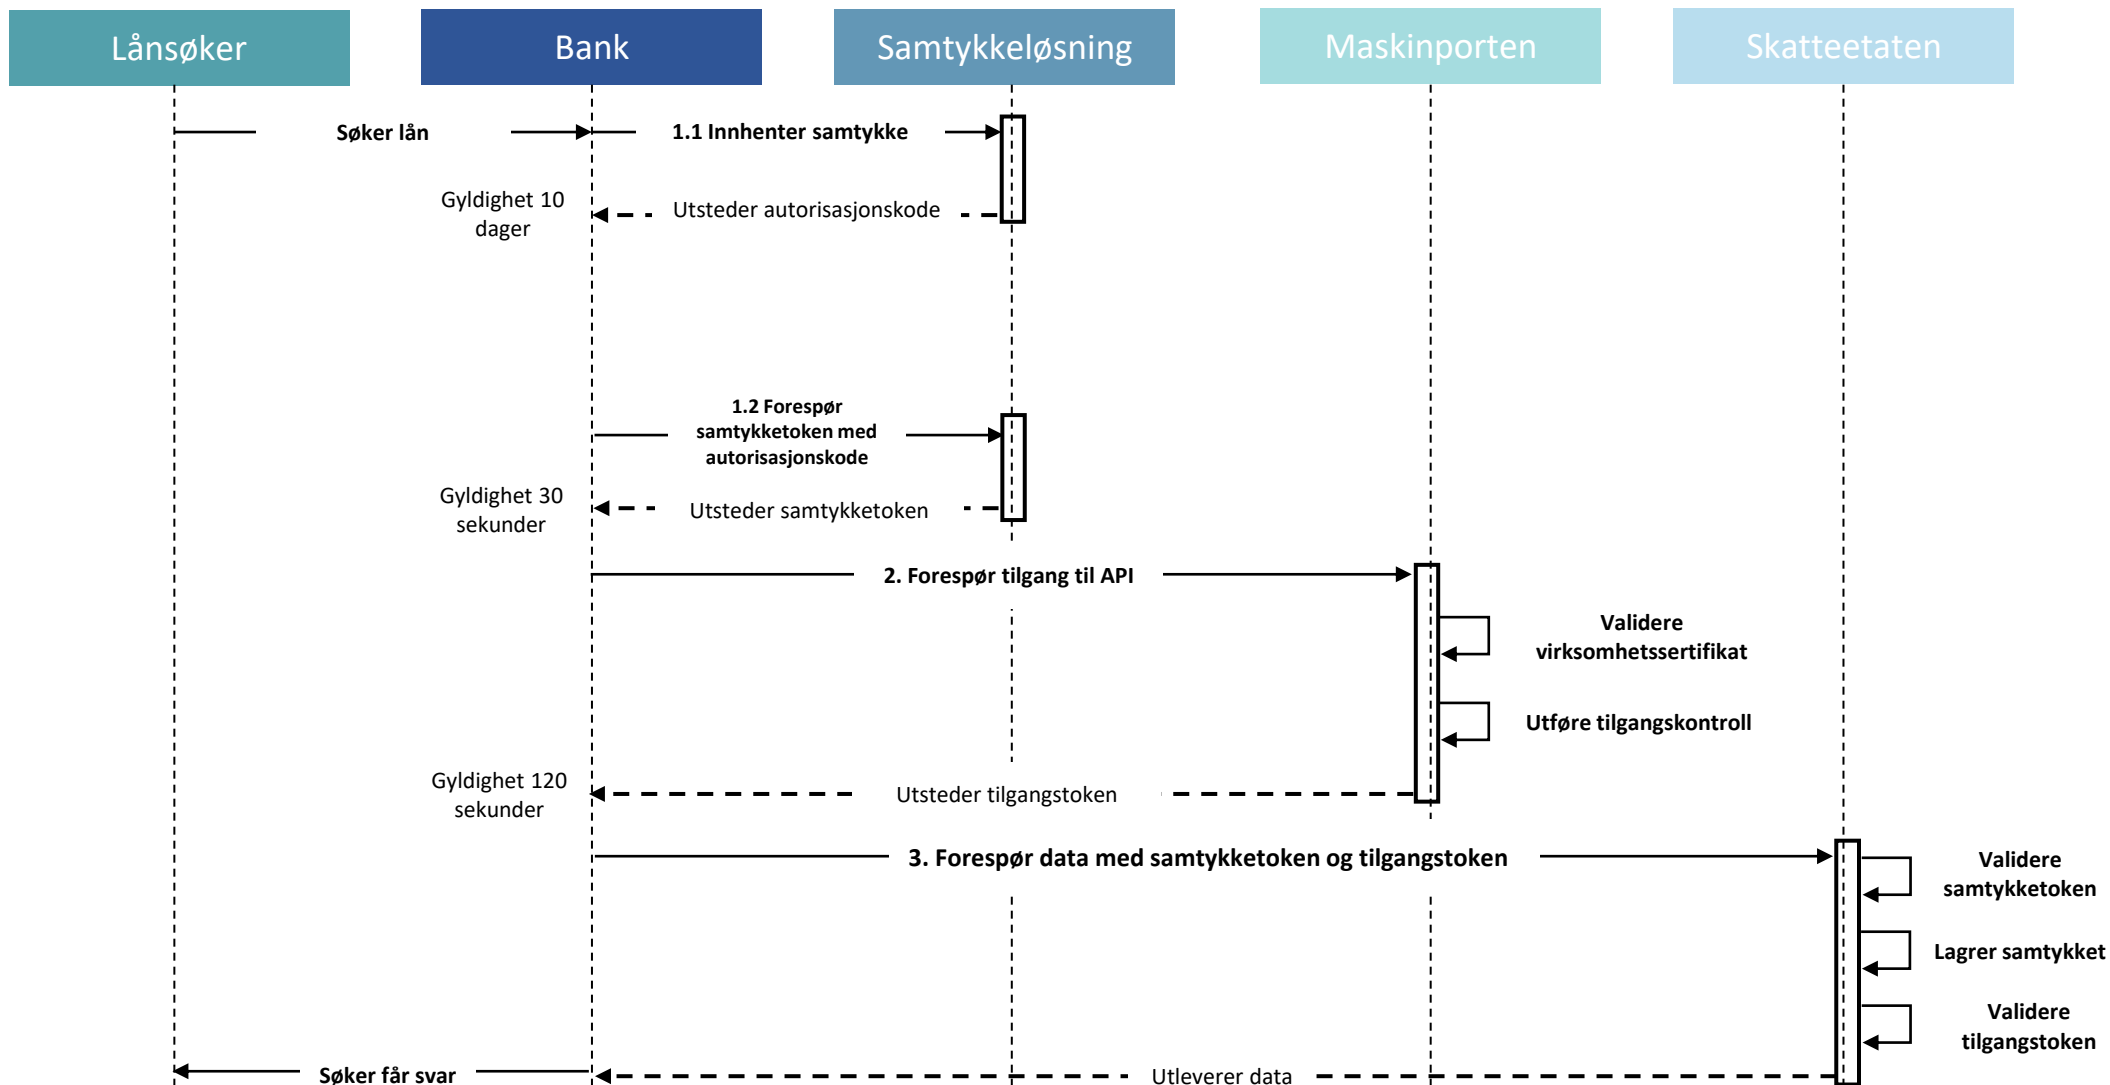 Lånsøker
Bank
Samtykkeløsning
Maskinporten
Skatteetaten
Søker lån
1.1 Innhenter samtykke
Gyldighet 10
dager
Utsteder autorisasjonskode
1.2 Forespør
samtykketoken med
autorisasjonskode
Gyldighet 30
sekunder
Utsteder samtykketoken
2. Forespør tilgang til API
Validere
virksomhetssertifikat
Utføre tilgangskontroll
Gyldighet 120
sekunder
Utsteder tilgangstoken
3. Forespør data med samtykketoken og tilgangstoken
Validere
samtykketoken
Lagrer samtykket
Validere
tilgangstoken
Søker får svar
Utleverer data